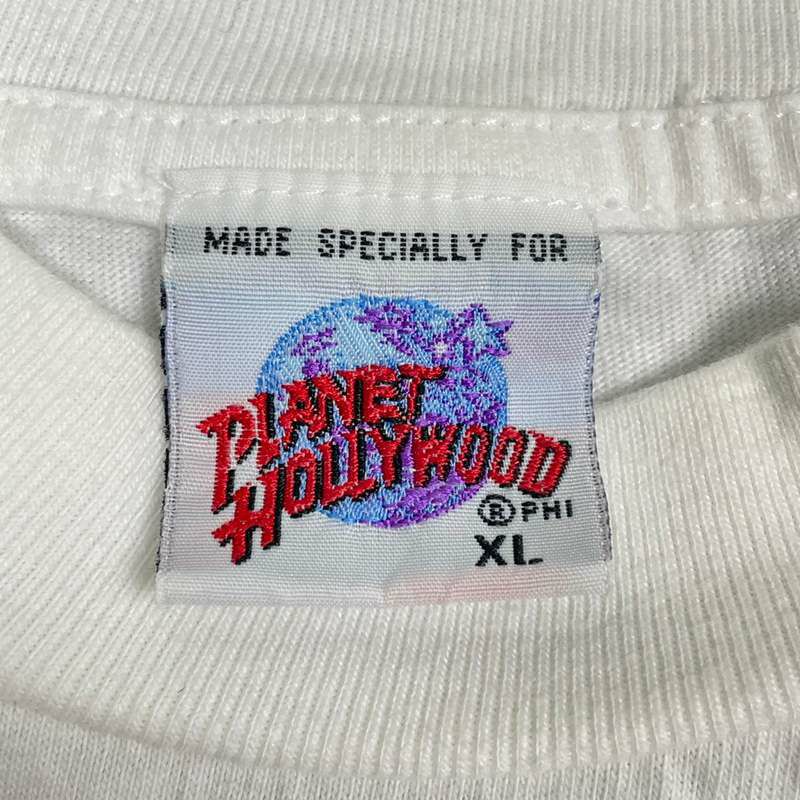 MADE SPECIALLY FOR
PLANET
HOLLYWOOD
® PHI
XL